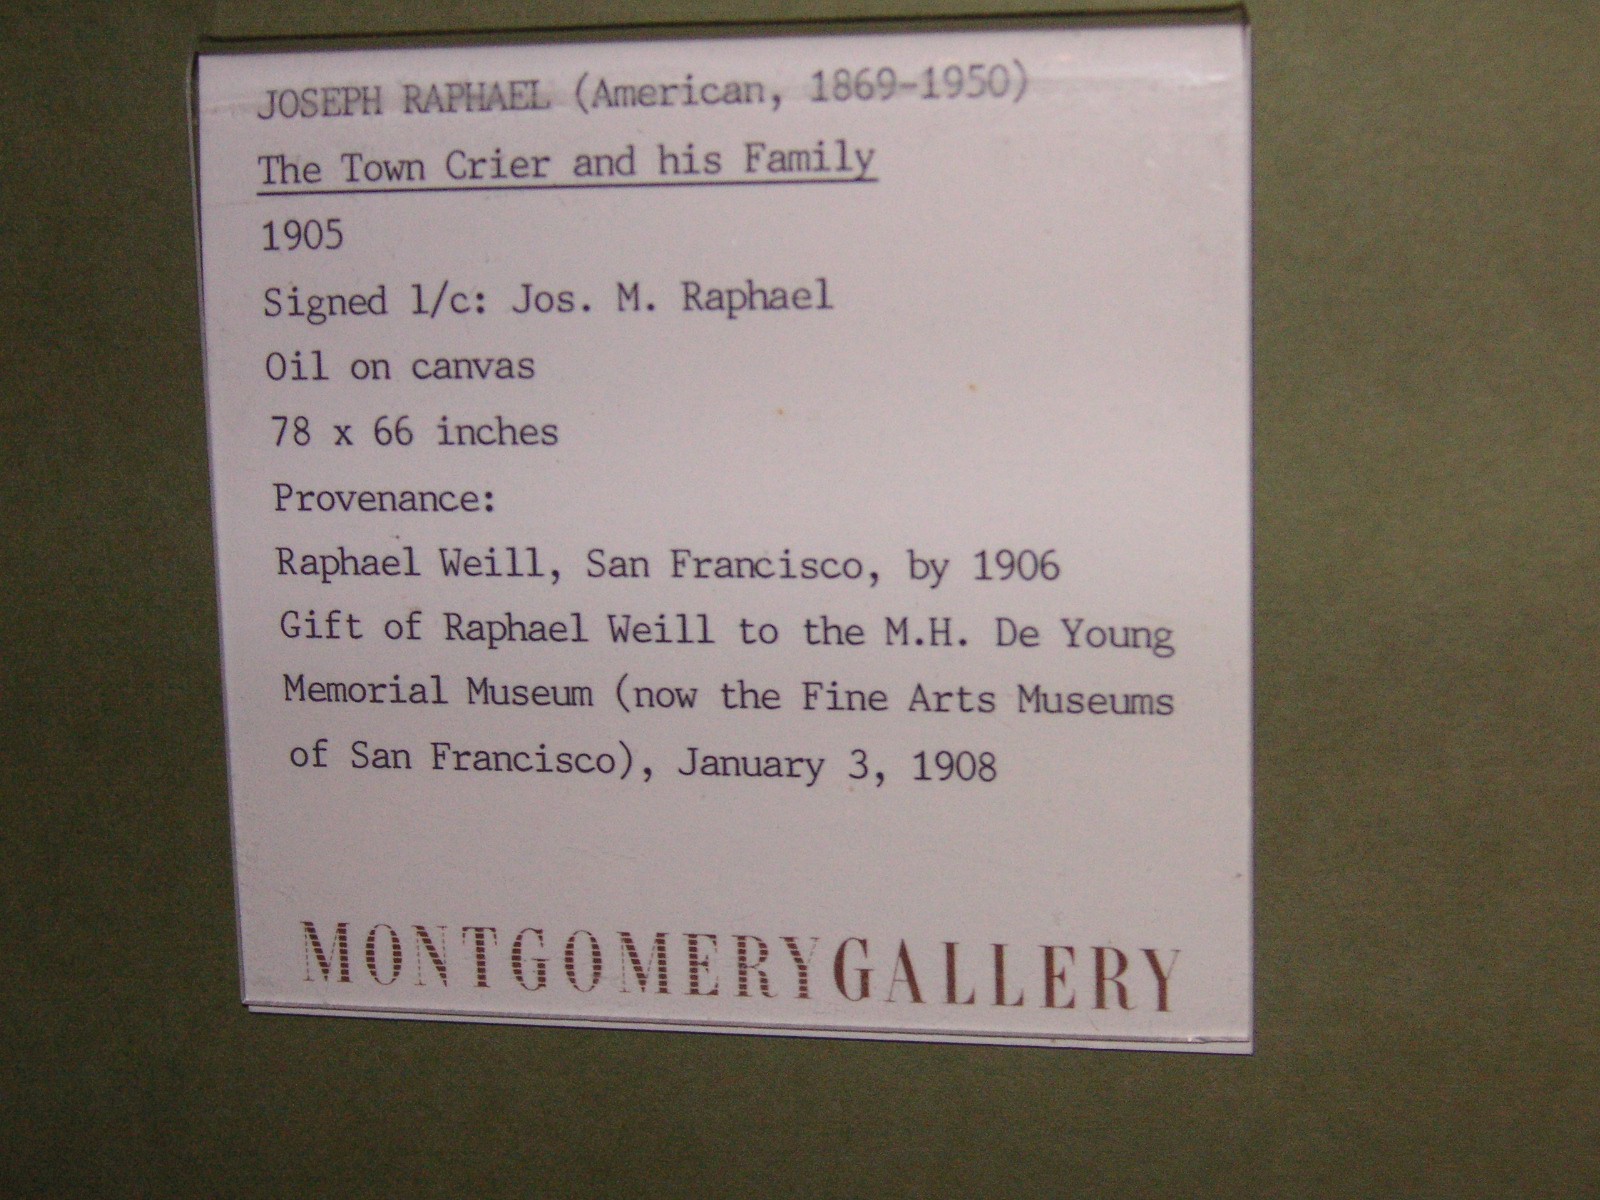 JOSEPH RAPHAEL (American, 1869-1950)
The Town Crier and his Family
1905
Signed l/c: Jos. M. Raphael
Oil on canvas
78 x 66 inches
Provenance:
Raphael Weill, San Francisco, by 1906
Gift of Raphael Weill to the M.H. De Young
Memorial Museum (now the Fine Arts Museums
of San Francisco), January 3, 1908
MONTGOMERYGALLERY